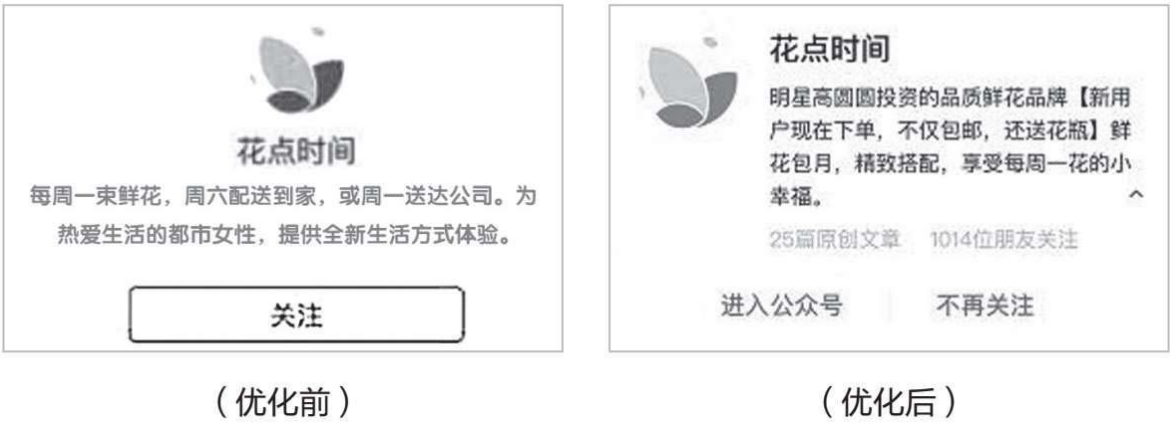 花点时间
每周一束鲜花，周六配送到家，或周一送达公司。为
热爱生活的都市女性，提供全新生活方式体验。
关注
（优化前）
花点时间
明星高圆圆投资的品质鲜花品牌【新用
户现在下单，不仅包邮，还送花瓶】鲜
花包月，精致搭配，享受每周一花的小
幸福。
25篇原创文章 1014位朋友关注
进入公众号 不再关注
（优化后）